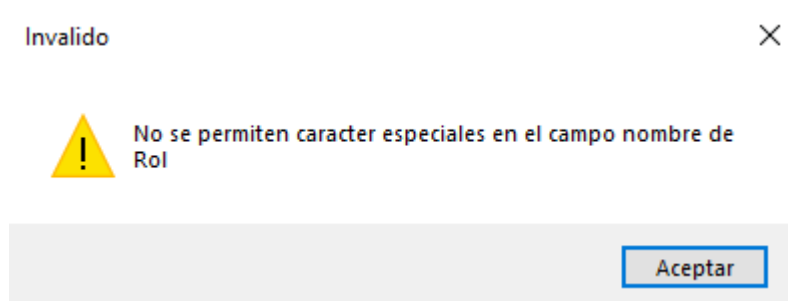 Invalido
No se permiten caracter especiales en el campo nombre de
Rol
Aceptar